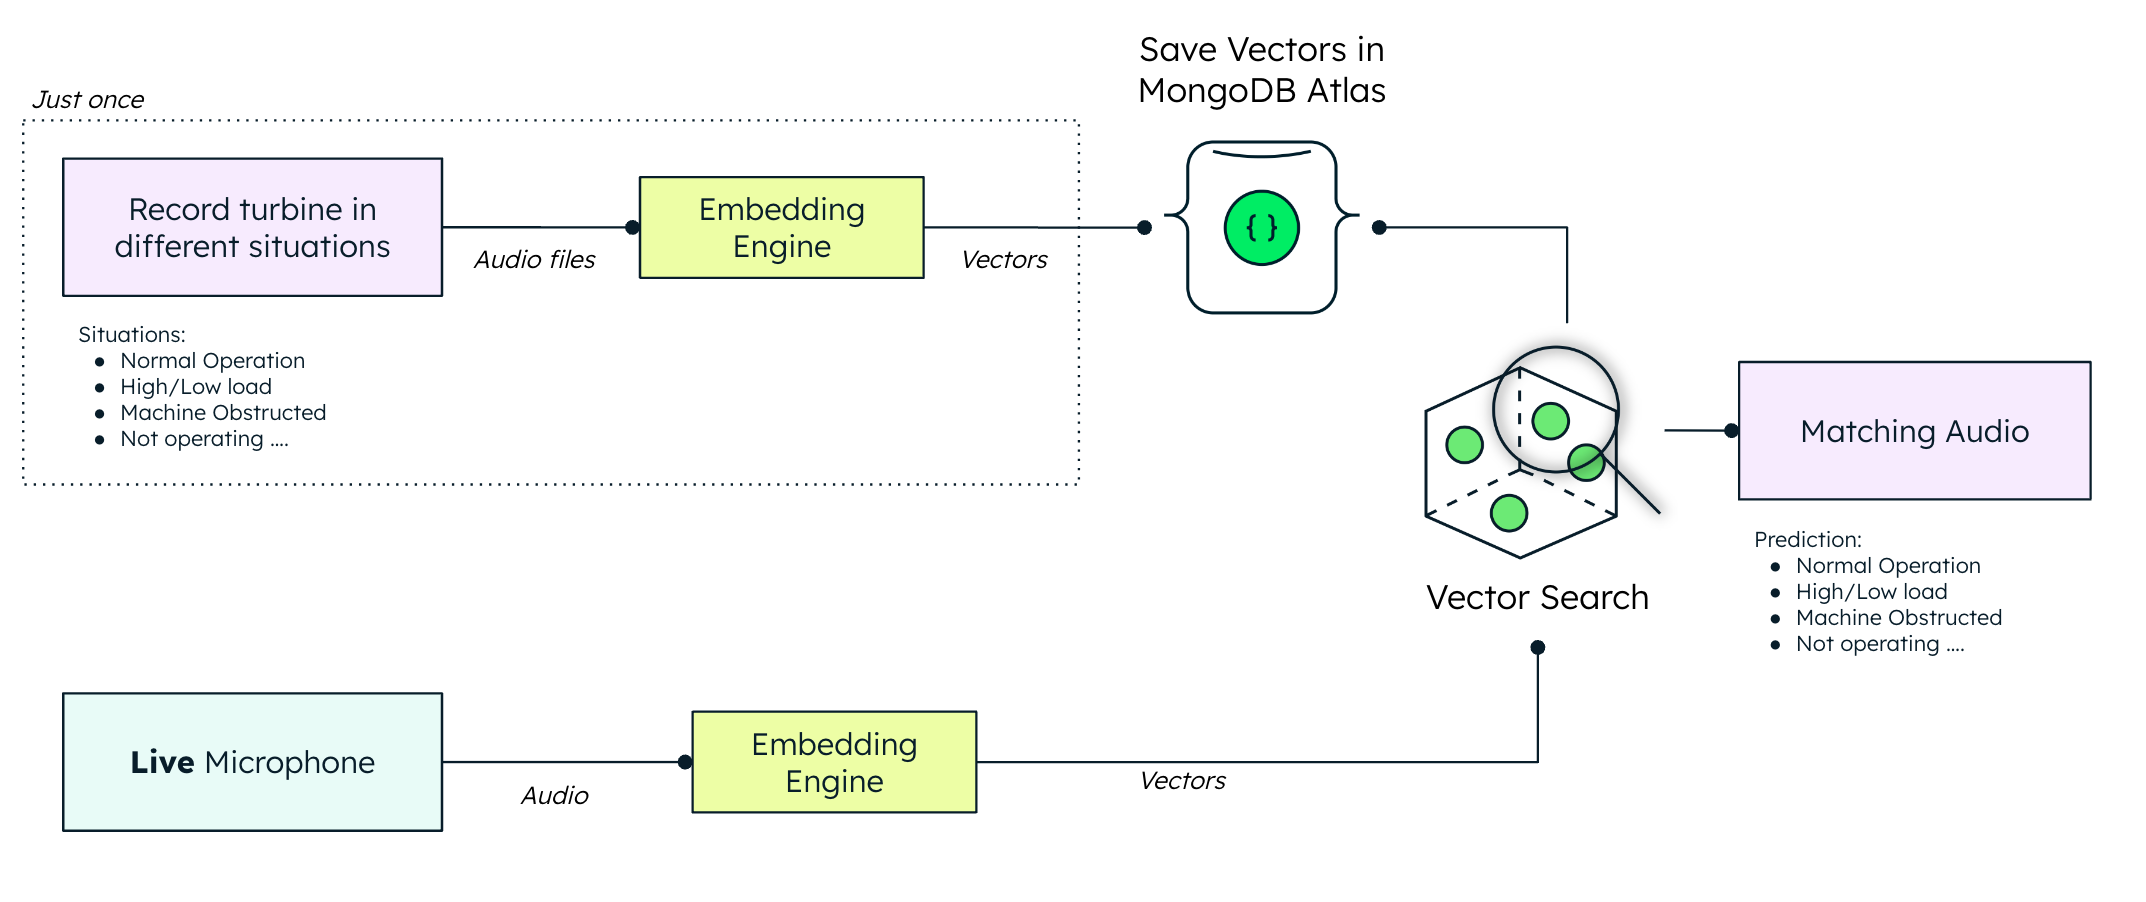 Save Vectors in
MongoDB Atlas
Just once
Record turbine in
different situations
Audio files
Embedding
Engine
Vectors
{ }
Situations:
● Normal Operation
● High/Low load
● Machine Obstructed
● Not operating ....
Vector Search
Matching Audio
Prediction:
● Normal Operation
● High/Low load
● Machine Obstructed
● Not operating ....
Live Microphone
Audio
Embedding
Engine
Vectors